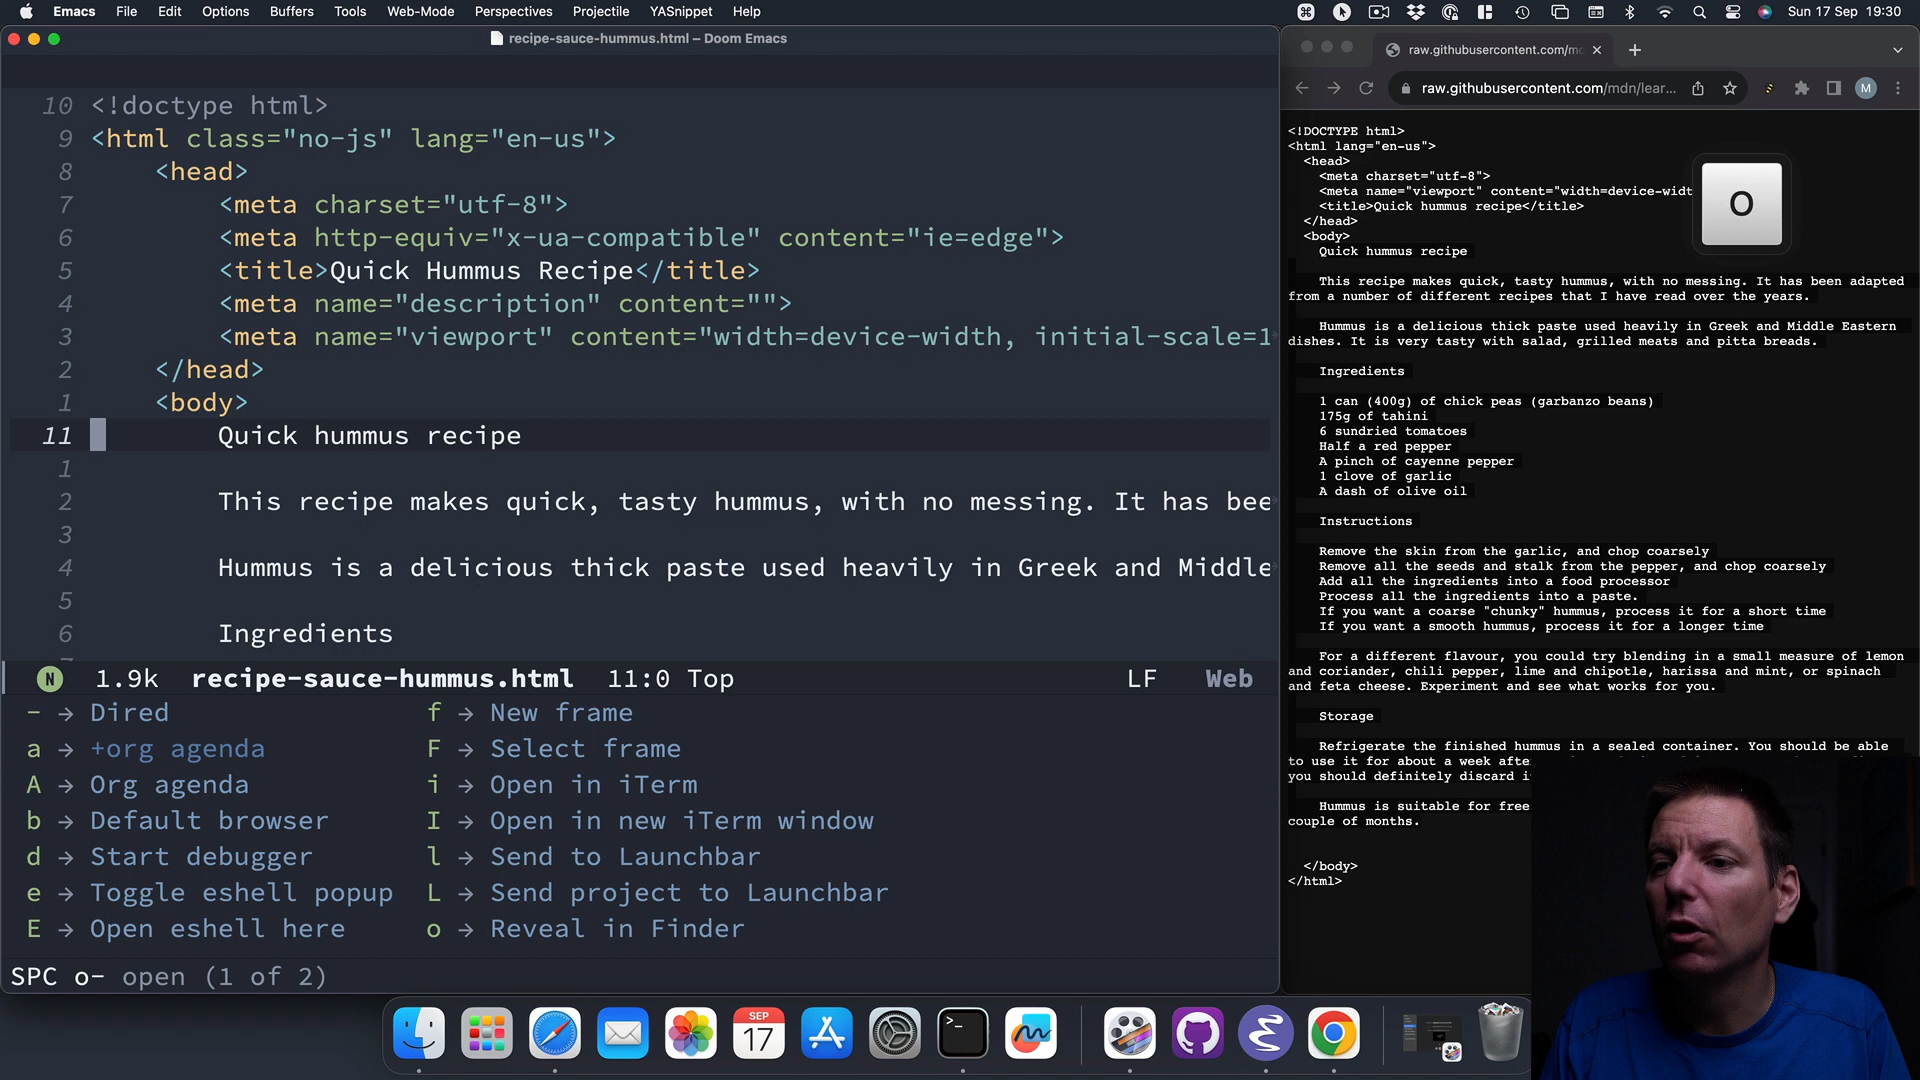 Emacs File Edit Options Buffers Tools Web-Mode Perspectives Projectile YASnippet Help
Sun 17 Sep 19:30
recipe-sauce-hummus.html – Doom Emacs
10 <!doctype html>
9 <html class="no-js" lang="en-us">
8 <head>
7 <meta charset="utf-8">
6 <meta http-equiv="x-ua-compatible" content="ie=edge">
5 <title>Quick Hummus Recipe</title>
4 <meta name="description" content="">
3 <meta name="viewport" content="width=device-width, initial-scale=1
2 </head>
1 <body>
11 Quick hummus recipe
1
2 This recipe makes quick, tasty hummus, with no messing. It has bee
3
4 Hummus is a delicious thick paste used heavily in Greek and Middle
5
6 Ingredients
N 1.9k recipe-sauce-hummus.html 11:0 Top LF Web
- → Dired f → New frame
a → +org agenda F → Select frame
A → Org agenda i → Open in iTerm
b → Default browser I → Open in new iTerm window
d → Start debugger l → Send to Launchbar
e → Toggle eshell popup L → Send project to Launchbar
E → Open eshell here o → Reveal in Finder
SPC o- open (1 of 2)
raw.githubusercontent.com/m
raw.githubusercontent.com/mdn/lear... M
<!DOCTYPE html>
<html lang="en-us">
<head>
<meta charset="utf-8">
<meta name="viewport" content="width=device-widt
<title>Quick hummus recipe</title>
</head>
<body>
Quick hummus recipe
O
This recipe makes quick, tasty hummus, with no messing. It has been adapted
from a number of different recipes that I have read over the years.
Hummus is a delicious thick paste used heavily in Greek and Middle Eastern
dishes. It is very tasty with salad, grilled meats and pitta breads.
Ingredients
1 can (400g) of chick peas (garbanzo beans)
175g of tahini
6 sundried tomatoes
Half a red pepper
A pinch of cayenne pepper
1 clove of garlic
A dash of olive oil
Instructions
Remove the skin from the garlic, and chop coarsely
Remove all the seeds and stalk from the pepper, and chop coarsely
Add all the ingredients into a food processor
Process all the ingredients into a paste.
If you want a coarse "chunky" hummus, process it for a short time
If you want a smooth hummus, process it for a longer time
For a different flavour, you could try blending in a small measure of lemon
and coriander, chili pepper, lime and chipotle, harissa and mint, or spinach
and feta cheese. Experiment and see what works for you.
Storage
Refrigerate the finished hummus in a sealed container. You should be able
to use it for about a week afte
you should definitely discard i
Hummus is suitable for free
couple of months.
</body>
</html>
SEP
17
>_